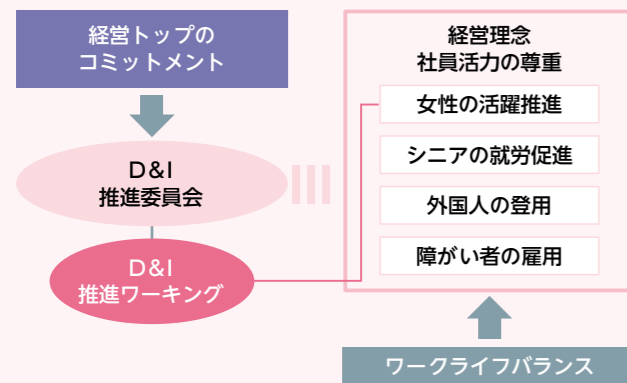 経営トップの
コミットメント
D&I
推進委員会
D&I
推進ワーキング
経営理念
社員活力の尊重
女性の活躍推進
シニアの就労促進
外国人の登用
障がい者の雇用
ワークライフバランス